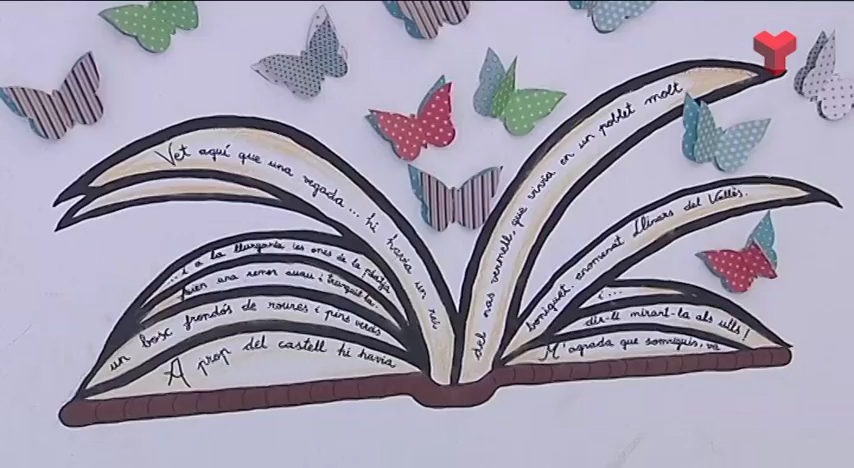 Vet aquí que una vegada... hi havia un rei
del nas vermell, que vivia en un poblet molt
boniquet. anomenat Llinars del Vallès.
A prop del castell hi havia
un bosc frondós de roures i pins verds
...i a la llunyania les ones de la platja
feien una remor suau i tranquil·la.
i...
dir-li mirant-la als ulls!
M'agrada que somiguis, va